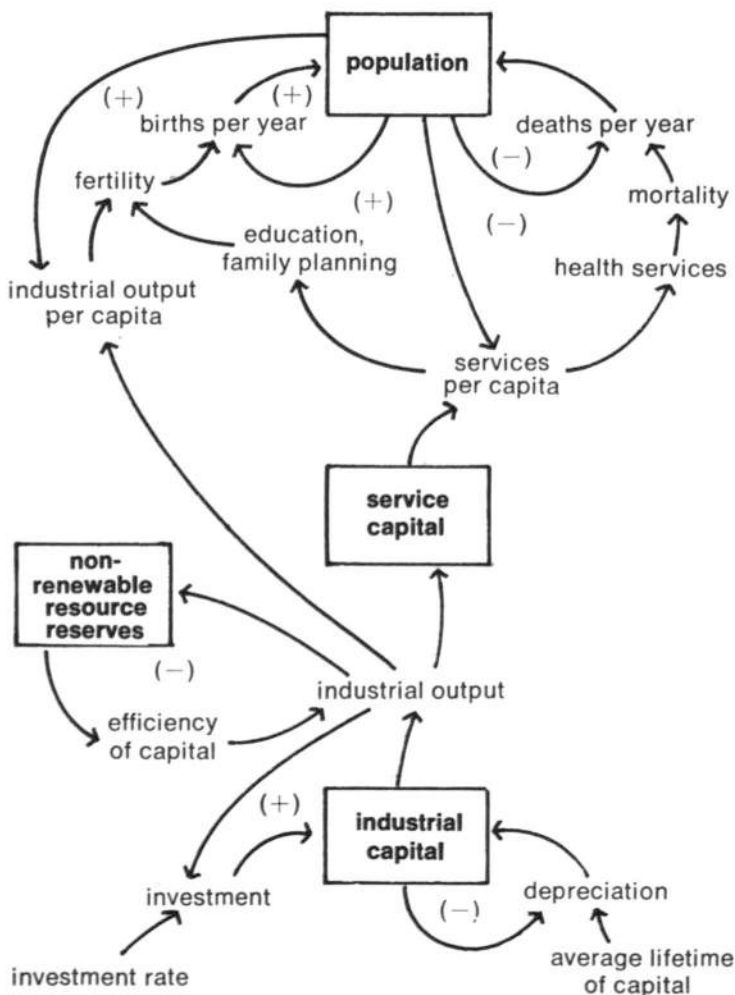 population
(+)
(+)
births per year
deaths per year
(−)
fertility
(+)
mortality
(−)
education,
family planning
health services
industrial output
per capita
services
per capita
service
capital
non-
renewable
resource
reserves
(−)
industrial output
efficiency
of capital
(+)
industrial
capital
investment
depreciation
(−)
average lifetime
of capital
investment rate